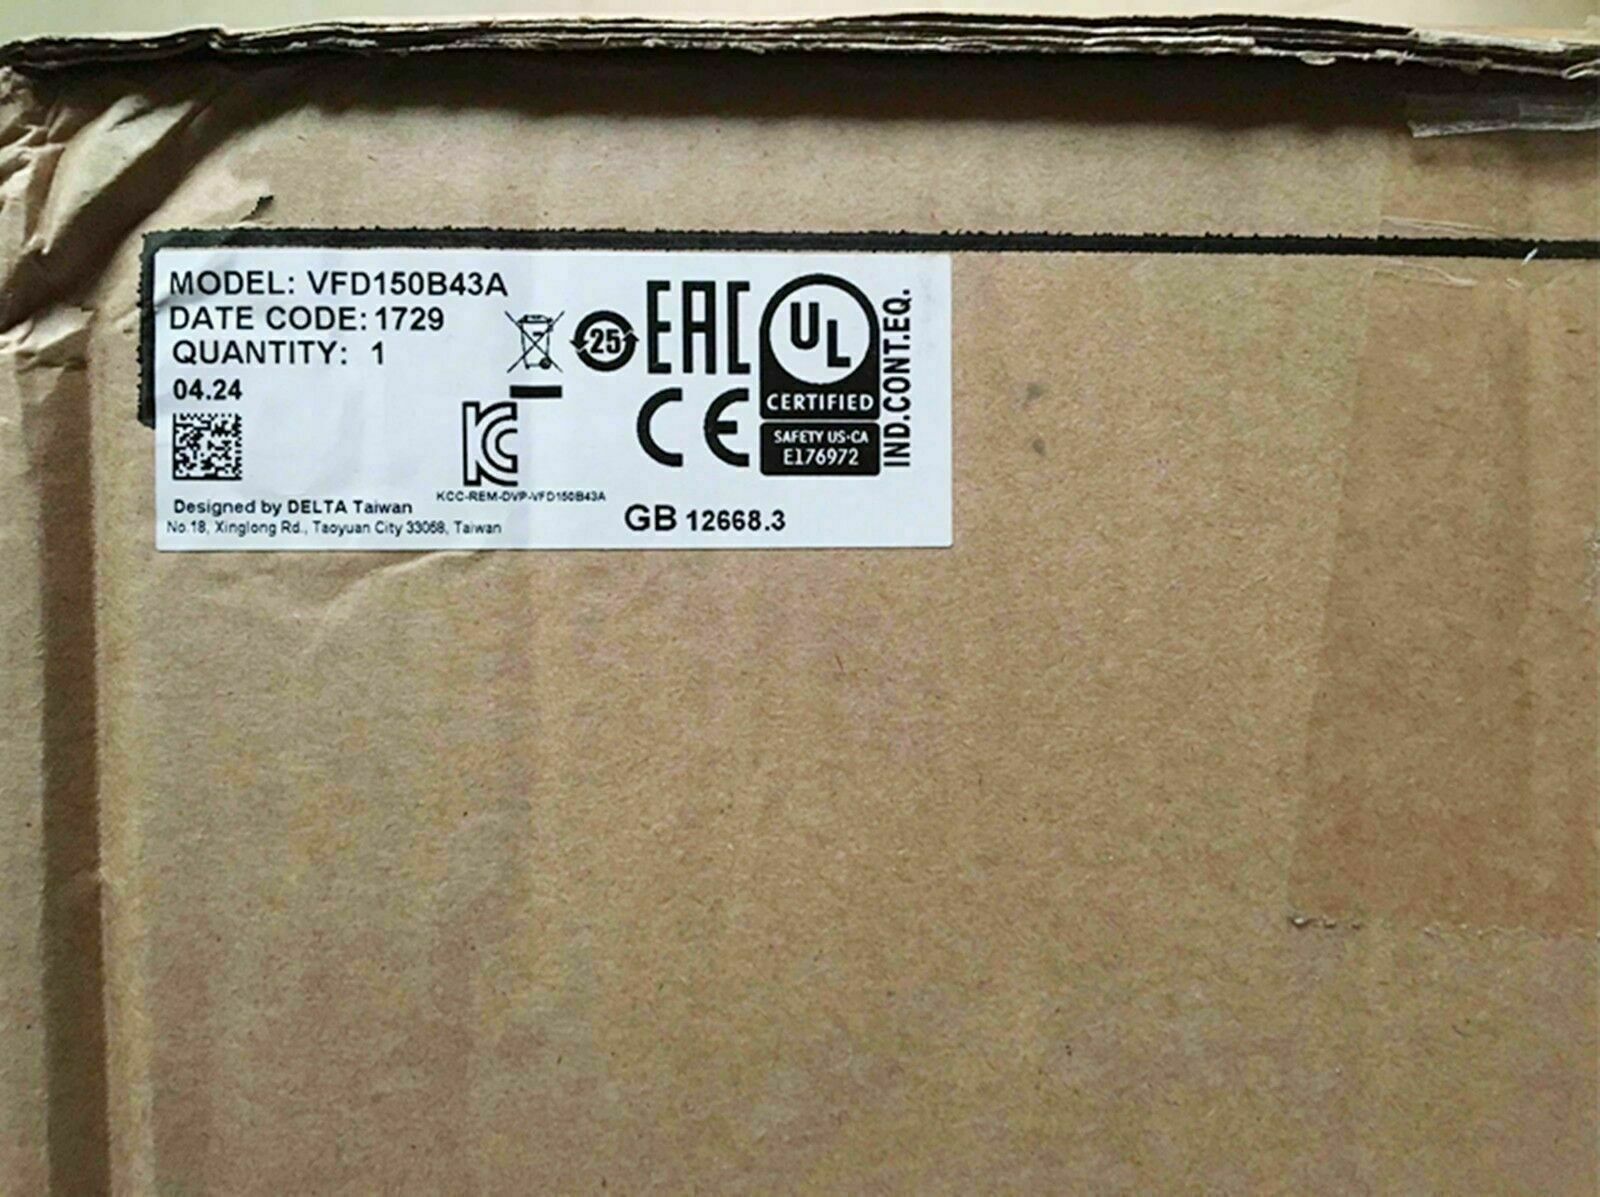 MODEL: VFD150B43A
DATE CODE: 1729
QUANTITY: 1
04.24
25
EAC
CE
UL
CERTIFIED
SAFETY US-CA
E176972
IND.CONT.EQ.
KC
KCC-REM-DVP-VFD150B43A
Designed by DELTA Taiwan
No.18, Xinglong Rd., Taoyuan City 33068, Taiwan
GB 12668.3